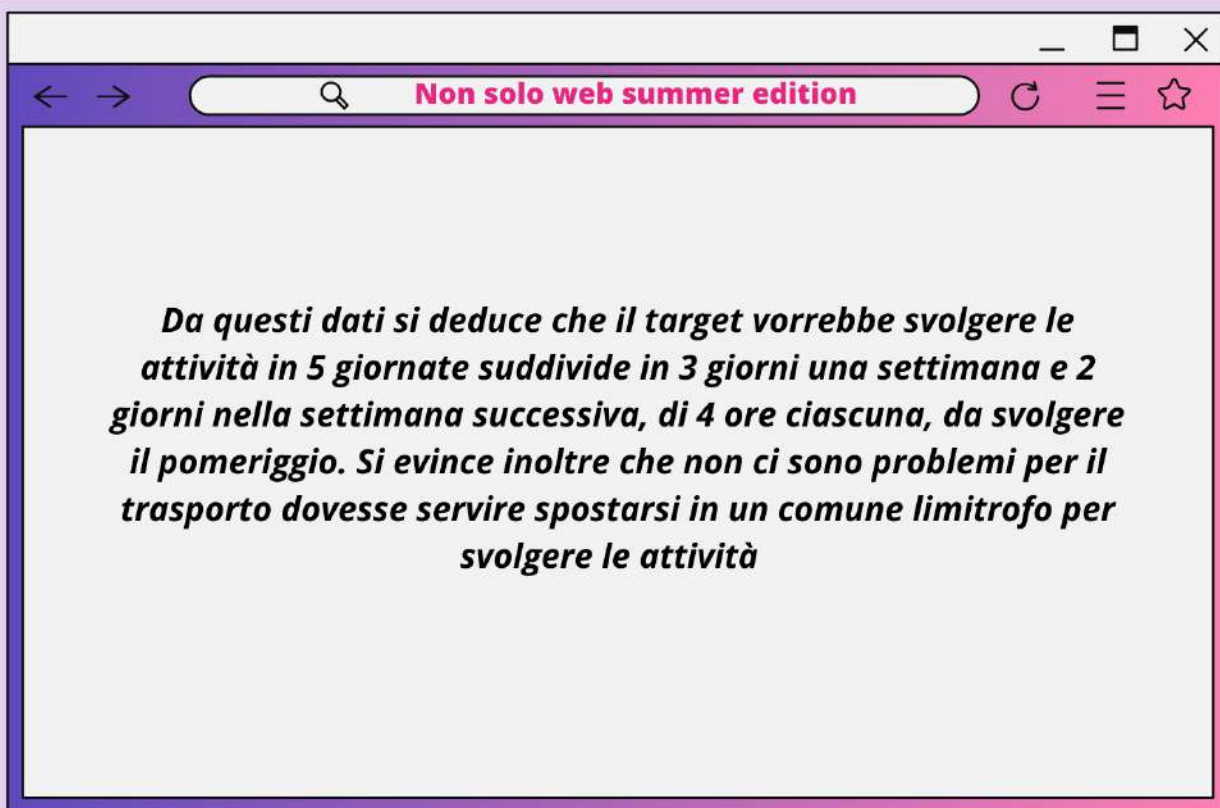 Non solo web summer edition
Da questi dati si deduce che il target vorrebbe svolgere le
attività in 5 giornate suddivide in 3 giorni una settimana e 2
giorni nella settimana successiva, di 4 ore ciascuna, da svolgere
il pomeriggio. Si evince inoltre che non ci sono problemi per il
trasporto dovesse servire spostarsi in un comune limitrofo per
svolgere le attività